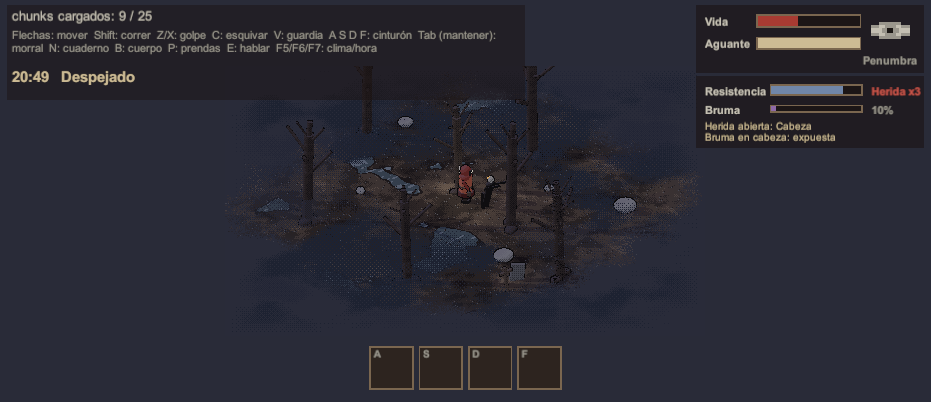 chunks cargados: 9 / 25
Flechas: mover  Shift: correr  Z/X: golpe  C: esquivar  V: guardia  A S D F: cinturón  Tab (mantener):
morral  N: cuaderno  B: cuerpo  P: prendas  E: hablar  F5/F6/F7: clima/hora
20:49  Despejado
Vida
Aguante
Penumbra
Resistencia  Herida x3
Bruma  10%
Herida abierta: Cabeza
Bruma en cabeza: expuesta
A  S  D  F